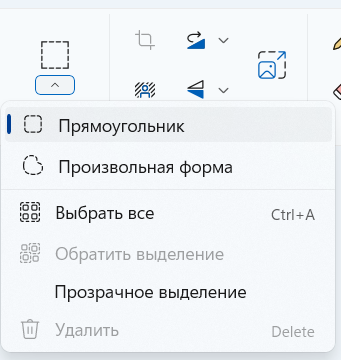 Прямоугольник
Произвольная форма
Выбрать все Ctrl+A
Обратить выделение
Прозрачное выделение
Удалить Delete